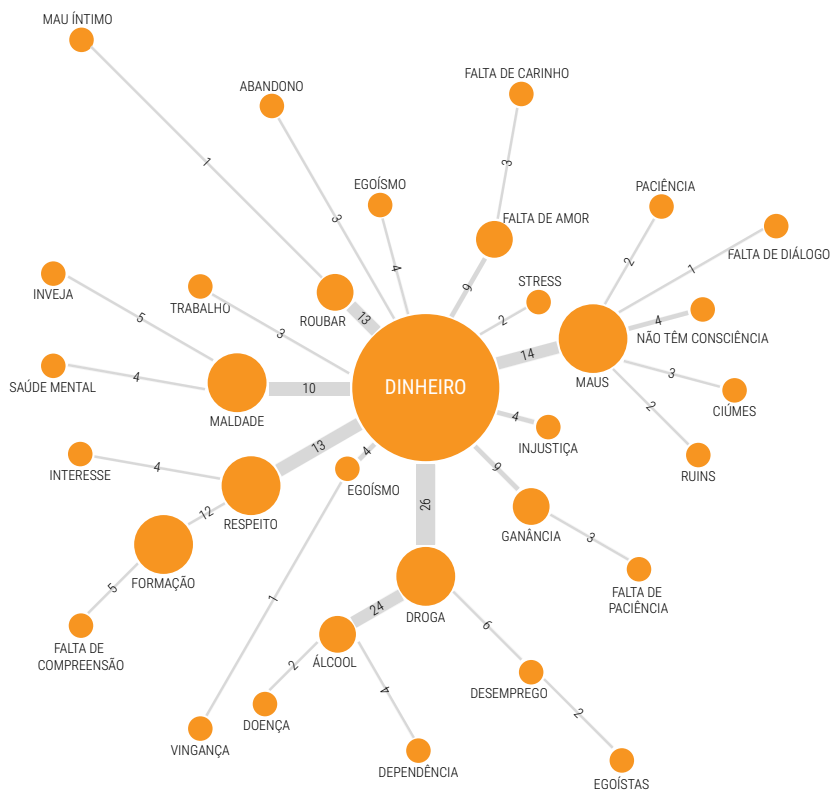 MAU ÍNTIMO
FALTA DE CARINHO
ABANDONO
1
3
EGOÍSMO
PACIÊNCIA
3
FALTA DE AMOR
FALTA DE DIÁLOGO
2
1
4
INVEJA
TRABALHO
STRESS
9
ROUBAR
13
2
4
NÃO TÊM CONSCIÊNCIA
5
3
14
MAUS
3
SAÚDE MENTAL
4
10
DINHEIRO
2
CIÚMES
MALDADE
4
INJUSTIÇA
13
4
INTERESSE
4
EGOÍSMO
9
RUINS
26
12
RESPEITO
GANÂNCIA
3
FORMAÇÃO
5
FALTA DE
PACIÊNCIA
1
24
DROGA
6
FALTA DE
COMPREENSÃO
2
ÁLCOOL
4
DESEMPREGO
2
DOENÇA
VINGANÇA
DEPENDÊNCIA
EGOÍSTAS